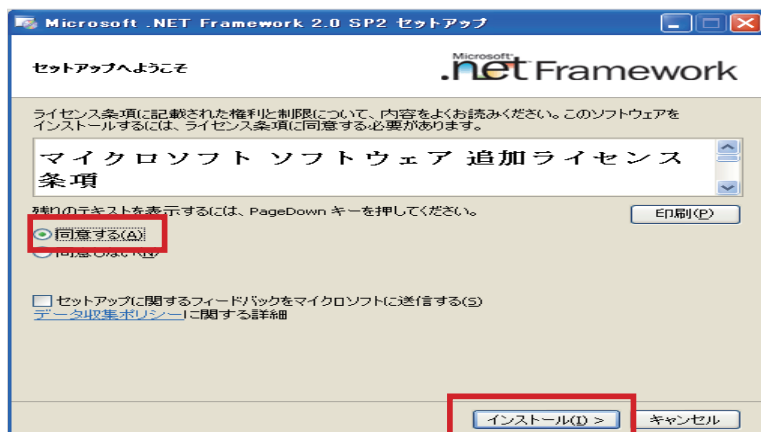 Microsoft .NET Framework 2.0 SP2 セットアップ
セットアップへようこそ
Microsoft
.net Framework
ライセンス条項に記載された権利と制限について、内容をよくお読みください。このソフトウェアを
インストールするには、ライセンス条項に同意する必要があります。
マイクロソフト ソフトウェア 追加ライセンス
条項
残りのテキストを表示するには、PageDown キーを押してください。
印刷(P)
同意する(A)
同意しない(N)
セットアップに関するフィードバックをマイクロソフトに送信する(S)
データ収集ポリシーに関する詳細
インストール(I) >
キャンセル